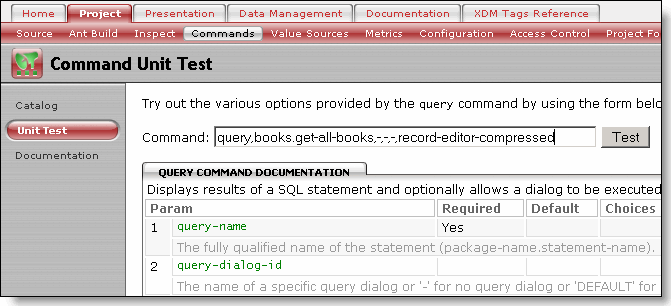 Home Project Presentation Data Management Documentation XDM Tags Reference
Source Ant Build Inspect Commands Value Sources Metrics Configuration Access Control Project Fo
Command Unit Test
Catalog
Unit Test
Documentation
Try out the various options provided by the query command by using the form belo
Command: query,books.get-all-books,-,-,-,record-editor-compressed Test
QUERY COMMAND DOCUMENTATION
Displays results of a SQL statement and optionally allows a dialog to be executed
Param Required Default Choices
1 query-name Yes
The fully qualified name of the statement (package-name.statement-name).
2 query-dialog-id
The name of a specific query dialog or '-' for no query dialog or 'DEFAULT' for